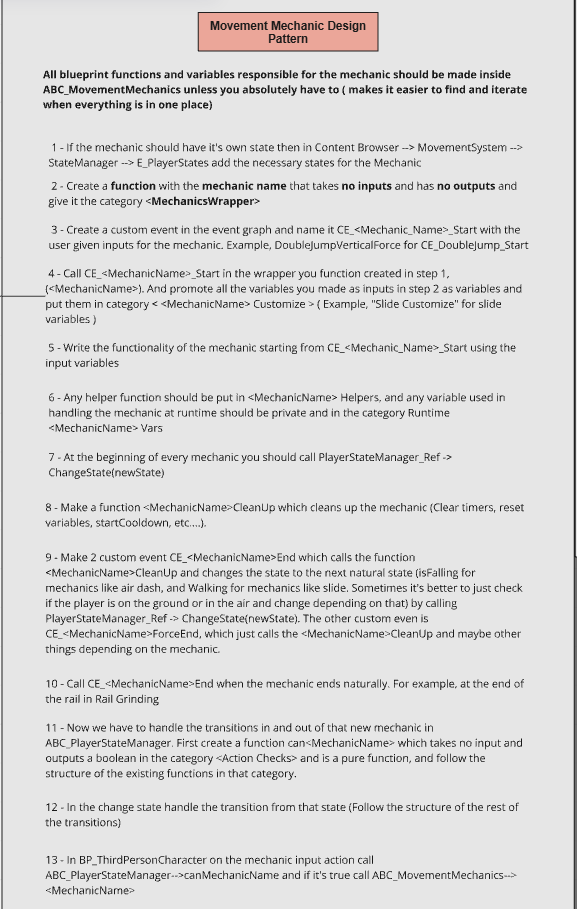 Movement Mechanic Design
Pattern
All blueprint functions and variables responsible for the mechanic should be made inside
ABC_MovementMechanics unless you absolutely have to ( makes it easier to find and iterate
when everything is in one place)
1 - If the mechanic should have it's own state then in Content Browser --> MovementSystem -->
StateManager --> E_PlayerStates add the necessary states for the Mechanic
2 - Create a function with the mechanic name that takes no inputs and has no outputs and
give it the category <MechanicsWrapper>
3 - Create a custom event in the event graph and name it CE_<Mechanic_Name>_Start with the
user given inputs for the mechanic. Example, DoubleJumpVerticalForce for CE_DoubleJump_Start
4 - Call CE_<MechanicName>_Start in the wrapper you function created in step 1,
(<MechanicName>). And promote all the variables you made as inputs in step 2 as variables and
put them in category < <MechanicName> Customize > ( Example, "Slide Customize" for slide
variables )
5 - Write the functionality of the mechanic starting from CE_<Mechanic_Name>_Start using the
input variables
6 - Any helper function should be put in <MechanicName> Helpers, and any variable used in
handling the mechanic at runtime should be private and in the category Runtime
<MechanicName> Vars
7 - At the beginning of every mechanic you should call PlayerStateManager_Ref ->
ChangeState(newState)
8 - Make a function <MechanicName>CleanUp which cleans up the mechanic (Clear timers, reset
variables, startCooldown, etc....).
9 - Make 2 custom event CE_<MechanicName>End which calls the function
<MechanicName>CleanUp and changes the state to the next natural state (isFalling for
mechanics like air dash, and Walking for mechanics like slide. Sometimes it's better to just check
if the player is on the ground or in the air and change depending on that) by calling
PlayerStateManager_Ref -> ChangeState(newState). The other custom even is
CE_<MechanicName>ForceEnd, which just calls the <MechanicName>CleanUp and maybe other
things depending on the mechanic.
10 - Call CE_<MechanicName>End when the mechanic ends naturally. For example, at the end of
the rail in Rail Grinding
11 - Now we have to handle the transitions in and out of that new mechanic in
ABC_PlayerStateManager. First create a function can<MechanicName> which takes no input and
outputs a boolean in the category <Action Checks> and is a pure function, and follow the
structure of the existing functions in that category.
12 - In the change state handle the transition from that state (Follow the structure of the rest of
the transitions)
13 - In BP_ThirdPersonCharacter on the mechanic input action call
ABC_PlayerStateManager-->canMechanicName and if it's true call ABC_MovementMechanics-->
<MechanicName>